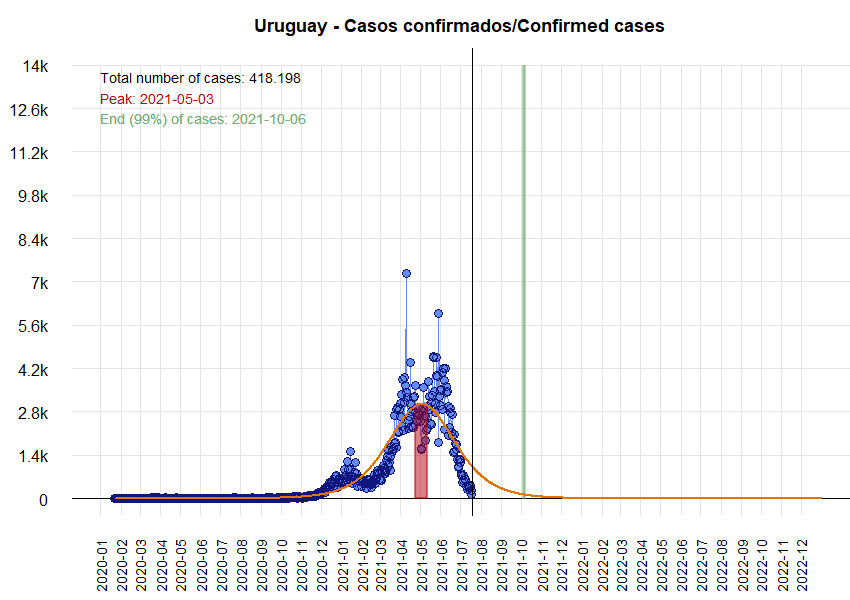 Uruguay - Casos confirmados/Confirmed cases
14k
Total number of cases: 418.198
Peak: 2021-05-03
End (99%) of cases: 2021-10-06
12.6k
11.2k
9.8k
8.4k
7k
5.6k
4.2k
2.8k
1.4k
0
2020-01
2020-02
2020-03
2020-04
2020-05
2020-06
2020-07
2020-08
2020-09
2020-10
2020-11
2020-12
2021-01
2021-02
2021-03
2021-04
2021-05
2021-06
2021-07
2021-08
2021-09
2021-10
2021-11
2021-12
2022-01
2022-02
2022-03
2022-04
2022-05
2022-06
2022-07
2022-08
2022-09
2022-10
2022-11
2022-12